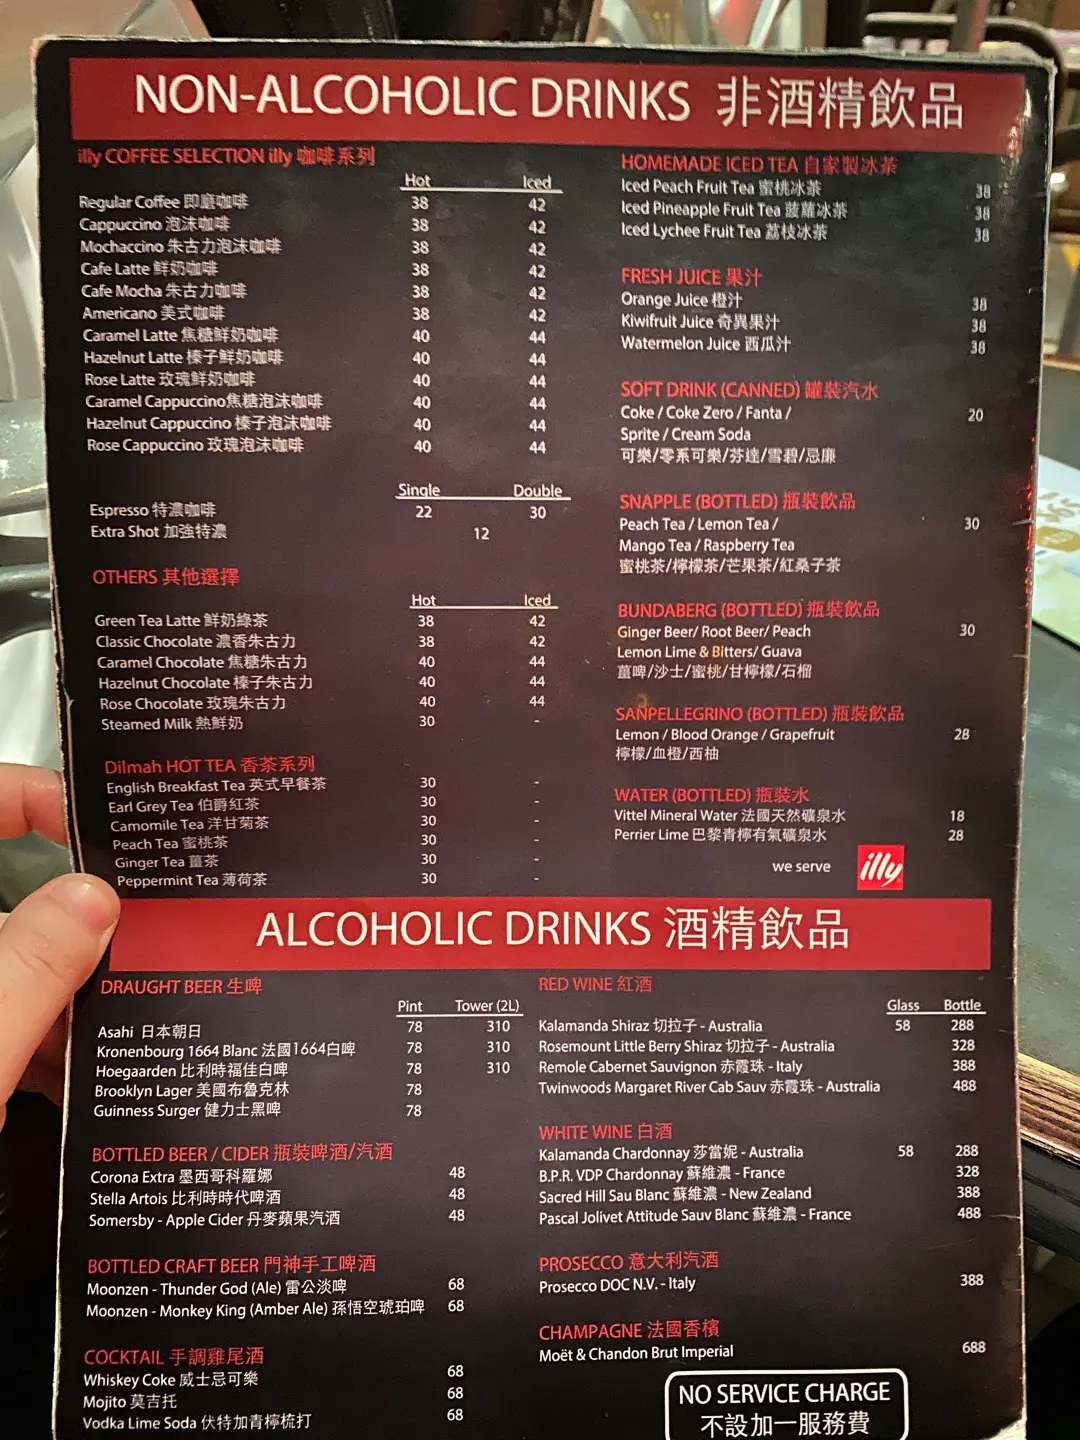 NON-ALCOHOLIC DRINKS 非酒精飲品
illy COFFEE SELECTION illy 咖啡系列
Hot Iced
Regular Coffee 即磨咖啡 38 42
Cappuccino 泡沫咖啡 38 42
Mochaccino 朱古力泡沫咖啡 38 42
Cafe Latte 鮮奶咖啡 38 42
Cafe Mocha 朱古力咖啡 38 42
Americano 美式咖啡 38 42
Caramel Latte 焦糖鮮奶咖啡 40 44
Hazelnut Latte 榛子鮮奶咖啡 40 44
Rose Latte 玫瑰鮮奶咖啡 40 44
Caramel Cappuccino焦糖泡沫咖啡 40 44
Hazelnut Cappuccino 榛子泡沫咖啡 40 44
Rose Cappuccino 玫瑰泡沫咖啡 40 44
Single Double
Espresso 特濃咖啡 22 30
Extra Shot 加強特濃 12
OTHERS 其他選擇
Hot Iced
Green Tea Latte 鮮奶綠茶 38 42
Classic Chocolate 濃香朱古力 38 42
Caramel Chocolate 焦糖朱古力 40 44
Hazelnut Chocolate 榛子朱古力 40 44
Rose Chocolate 玫瑰朱古力 40 44
Steamed Milk 熱鮮奶 30 -
Dilmah HOT TEA 香茶系列
English Breakfast Tea 英式早餐茶 30 -
Earl Grey Tea 伯爵紅茶 30 -
Camomile Tea 洋甘菊茶 30 -
Peach Tea 蜜桃茶 30 -
Ginger Tea 薑茶 30 -
Peppermint Tea 薄荷茶 30 -
HOMEMADE ICED TEA 自家製冰茶
Iced Peach Fruit Tea 蜜桃冰茶 38
Iced Pineapple Fruit Tea 菠蘿冰茶 38
Iced Lychee Fruit Tea 荔枝冰茶 38
FRESH JUICE 果汁
Orange Juice 橙汁 38
Kiwifruit Juice 奇異果汁 38
Watermelon Juice 西瓜汁 38
SOFT DRINK (CANNED) 罐裝汽水
Coke / Coke Zero / Fanta / 20
Sprite / Cream Soda
可樂/零系可樂/芬達/雪碧/忌廉
SNAPPLE (BOTTLED) 瓶裝飲品
Peach Tea / Lemon Tea / 30
Mango Tea / Raspberry Tea
蜜桃茶/檸檬茶/芒果茶/紅桑子茶
BUNDABERG (BOTTLED) 瓶裝飲品
Ginger Beer/ Root Beer/ Peach 30
Lemon Lime & Bitters/ Guava
薑啤/沙士/蜜桃/甘檸檬/石榴
SANPELLEGRINO (BOTTLED) 瓶裝飲品
Lemon / Blood Orange / Grapefruit 28
檸檬/血橙/西柚
WATER (BOTTLED) 瓶裝水
Vittel Mineral Water 法國天然礦泉水 18
Perrier Lime 巴黎青檸有氣礦泉水 28
we serve illy
ALCOHOLIC DRINKS 酒精飲品
DRAUGHT BEER 生啤
Pint Tower (2L)
Asahi 日本朝日 78 310
Kronenbourg 1664 Blanc 法國1664白啤 78 310
Hoegaarden 比利時福佳白啤 78 310
Brooklyn Lager 美國布魯克林 78
Guinness Surger 健力士黑啤 78
BOTTLED BEER / CIDER 瓶裝啤酒/汽酒
Corona Extra 墨西哥科羅娜 48
Stella Artois 比利時時代啤酒 48
Somersby - Apple Cider 丹麥蘋果汽酒 48
BOTTLED CRAFT BEER 門神手工啤酒
Moonzen - Thunder God (Ale) 雷公淡啤 68
Moonzen - Monkey King (Amber Ale) 孫悟空琥珀啤 68
COCKTAIL 手調雞尾酒
Whiskey Coke 威士忌可樂 68
Mojito 莫吉托 68
Vodka Lime Soda 伏特加青檸梳打 68
RED WINE 紅酒
Glass Bottle
Kalamanda Shiraz 切拉子 - Australia 58 288
Rosemount Little Berry Shiraz 切拉子 - Australia 328
Remole Cabernet Sauvignon 赤霞珠 - Italy 388
Twinwoods Margaret River Cab Sauv 赤霞珠 - Australia 488
WHITE WINE 白酒
Kalamanda Chardonnay 莎當妮 - Australia 58 288
B.P.R. VDP Chardonnay 蘇維濃 - France 328
Sacred Hill Sau Blanc 蘇維濃 - New Zealand 388
Pascal Jolivet Attitude Sauv Blanc 蘇維濃 - France 488
PROSECCO 意大利汽酒
Prosecco DOC N.V. - Italy 388
CHAMPAGNE 法國香檳
Moët & Chandon Brut Imperial 688
NO SERVICE CHARGE
不設加一服務費